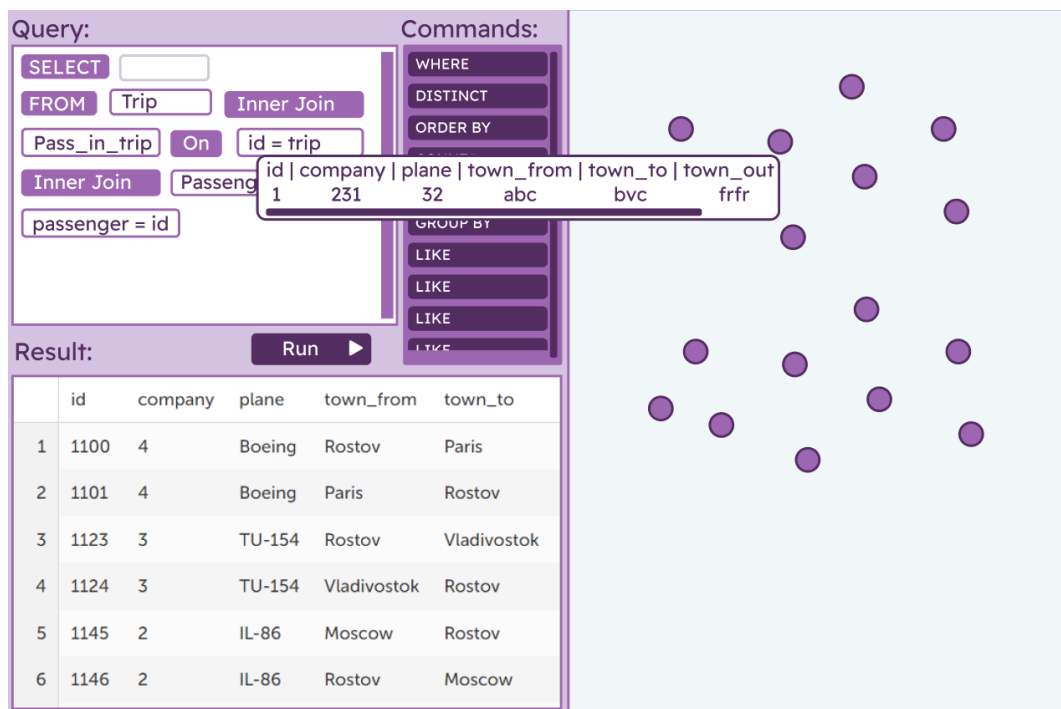 Query:
SELECT
FROM Trip Inner Join
Pass_in_trip On id = trip
Inner Join Passeng
passenger = id
Commands:
WHERE
DISTINCT
ORDER BY
id | company | plane | town_from | town_to | town_out
1 231 32 abc bvc frfr
GROUP BY
LIKE
LIKE
LIKE
LIKE
Result:
Run
id company plane town_from town_to
1 1100 4 Boeing Rostov Paris
2 1101 4 Boeing Paris Rostov
3 1123 3 TU-154 Rostov Vladivostok
4 1124 3 TU-154 Vladivostok Rostov
5 1145 2 IL-86 Moscow Rostov
6 1146 2 IL-86 Rostov Moscow